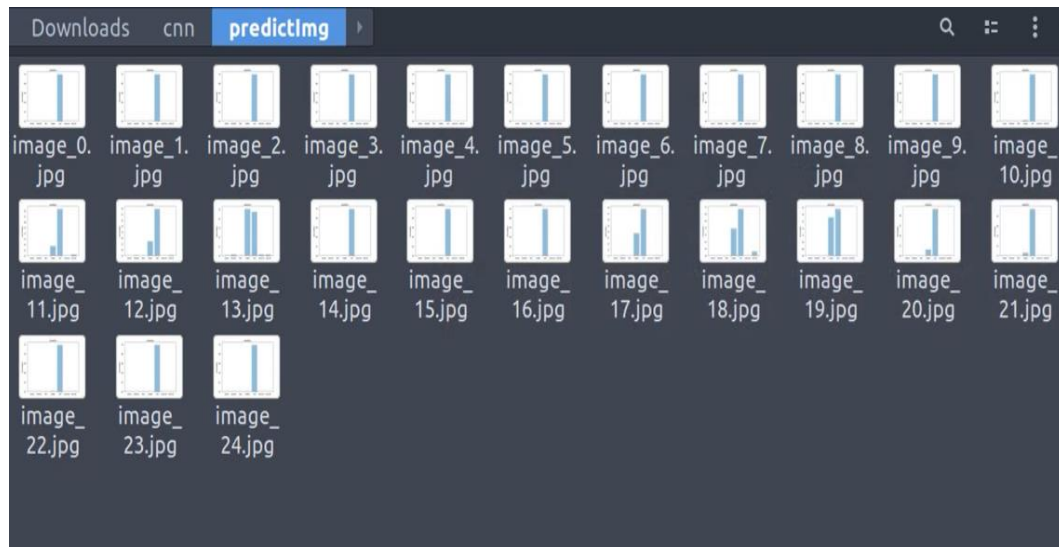 Downloads cnn predictImg
image_0. image_1. image_2. image_3. image_4. image_5. image_6. image_7. image_8. image_9. image_
jpg jpg jpg jpg jpg jpg jpg jpg jpg jpg 10.jpg
image_ image_ image_ image_ image_ image_ image_ image_ image_ image_ image_
11.jpg 12.jpg 13.jpg 14.jpg 15.jpg 16.jpg 17.jpg 18.jpg 19.jpg 20.jpg 21.jpg
image_ image_ image_
22.jpg 23.jpg 24.jpg